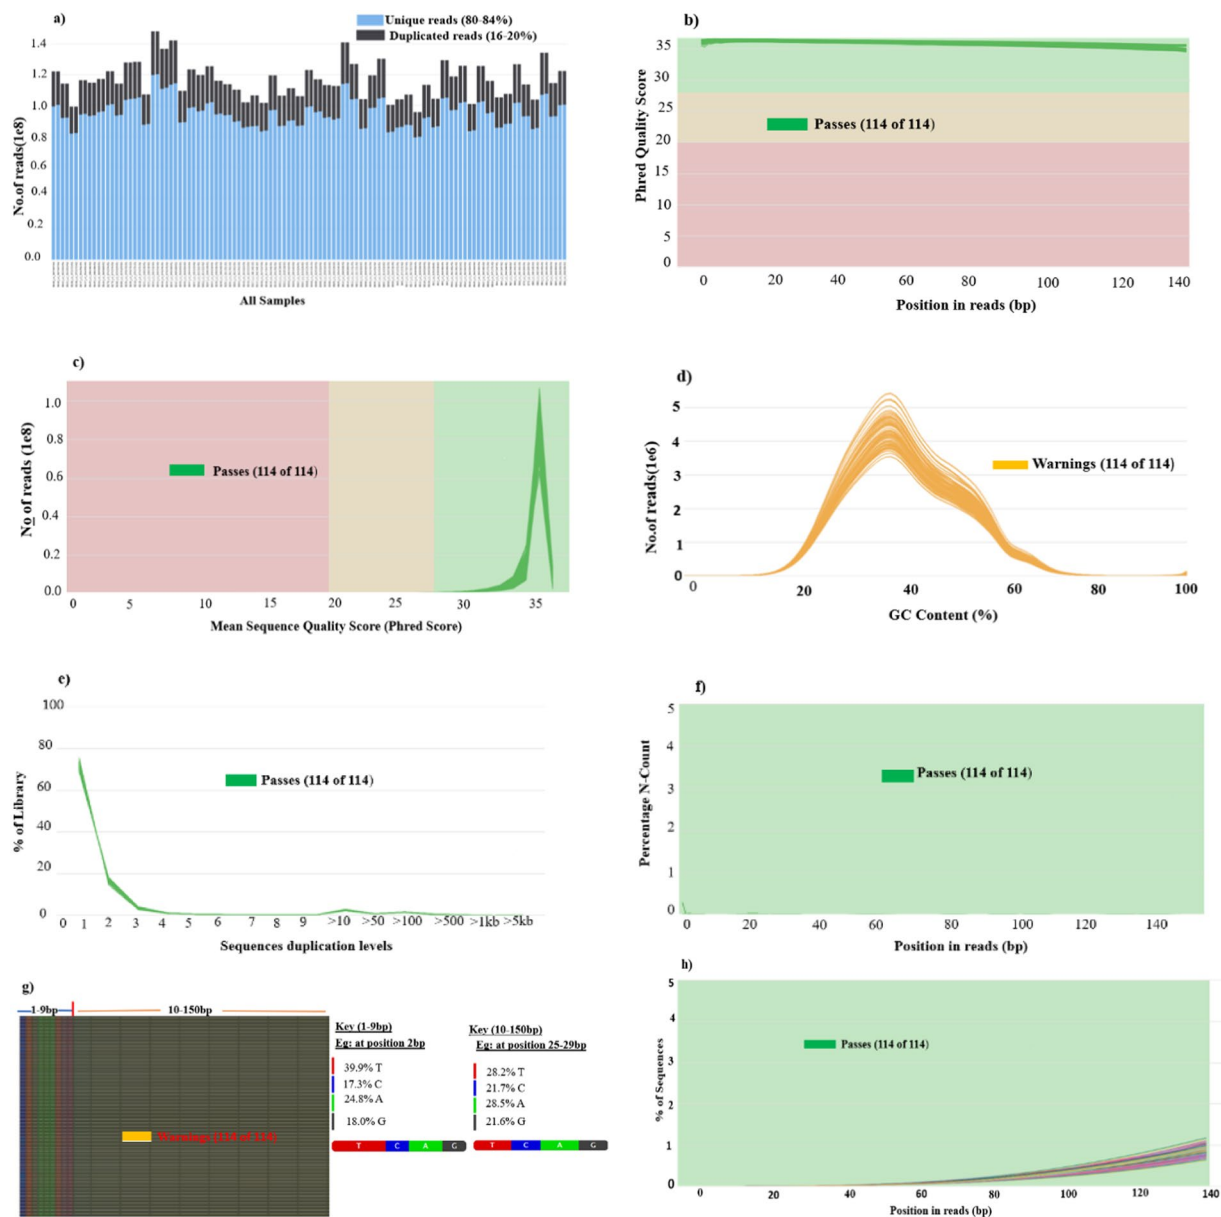 a)
Unique reads (80-84%)
Duplicated reads (16-20%)
No.of reads(1e8)
1.4
1.2
1.0
0.8
0.6
0.4
0.2
0.0
All Samples
b)
Phred Quality Score
35
30
25
20
15
10
5
0
Passes (114 of 114)
0 20 40 60 80 100 120 140
Position in reads (bp)
c)
No of reads (1e8)
1.0
0.8
0.6
0.4
0.2
0.0
Passes (114 of 114)
0 5 10 15 20 25 30 35
Mean Sequence Quality Score (Phred Score)
d)
No.of reads(1e6)
5
4
3
2
1
0
Warnings (114 of 114)
0 20 40 60 80 100
GC Content (%)
e)
% of Library
100
80
60
40
20
0
Passes (114 of 114)
0 1 2 3 4 5 6 7 8 9 >10 >50 >100 >500 >1kb >5kb
Sequences duplication levels
f)
Percentage N-Count
5
4
3
2
1
0
Passes (114 of 114)
0 20 40 60 80 100 120 140
Position in reads (bp)
g)
1-9bp 10-150bp
Warnings (114 of 114)
Key (1-9bp)
Eg: at position 2bp
39.9% T
17.3% C
24.8% A
18.0% G
T C A G
Key (10-150bp)
Eg: at position 25-29bp
28.2% T
21.7% C
28.5% A
21.6% G
T C A G
h)
% of Sequences
5
4
3
2
1
0
Passes (114 of 114)
0 20 40 60 80 100 120 140
Position in reads (bp)